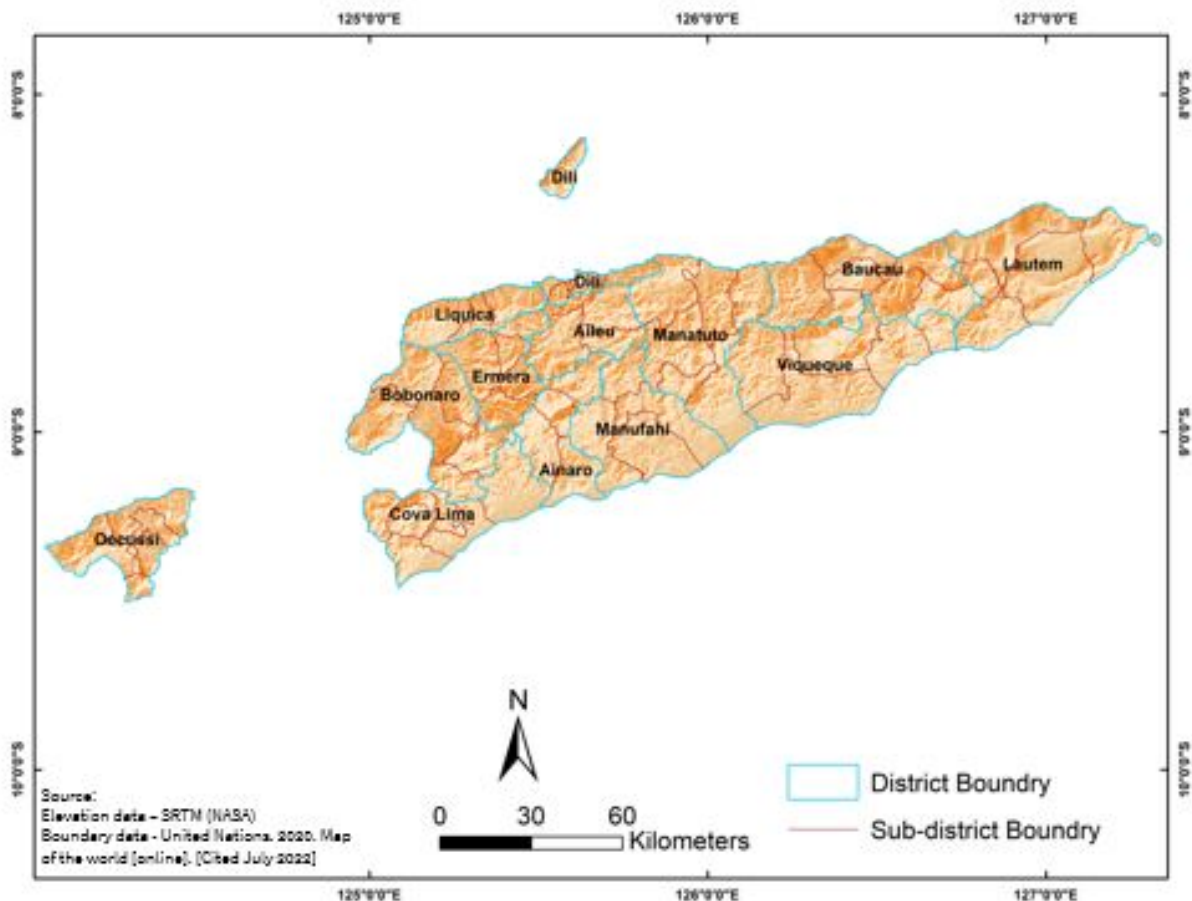 125°0'0"E 126°0'0"E 127°0'0"E
8°0'0"S 8°0'0"S
Dili
Baucau
Lautem
Dili
Liquica
Aileu
Manatuto
Viqueque
Ermera
Bobonaro
Manufahi
9°0'0"S 9°0'0"S
Ainaro
Cova Lima
Oecussi
N
10°0'0"S 10°0'0"S
District Boundry
Sub-district Boundry
0 30 60
Kilometers
Source:
Elevation data – SRTM (NASA)
Boundary data - United Nations. 2020. Map
of the world [online]. [Cited July 2022]
125°0'0"E 126°0'0"E 127°0'0"E